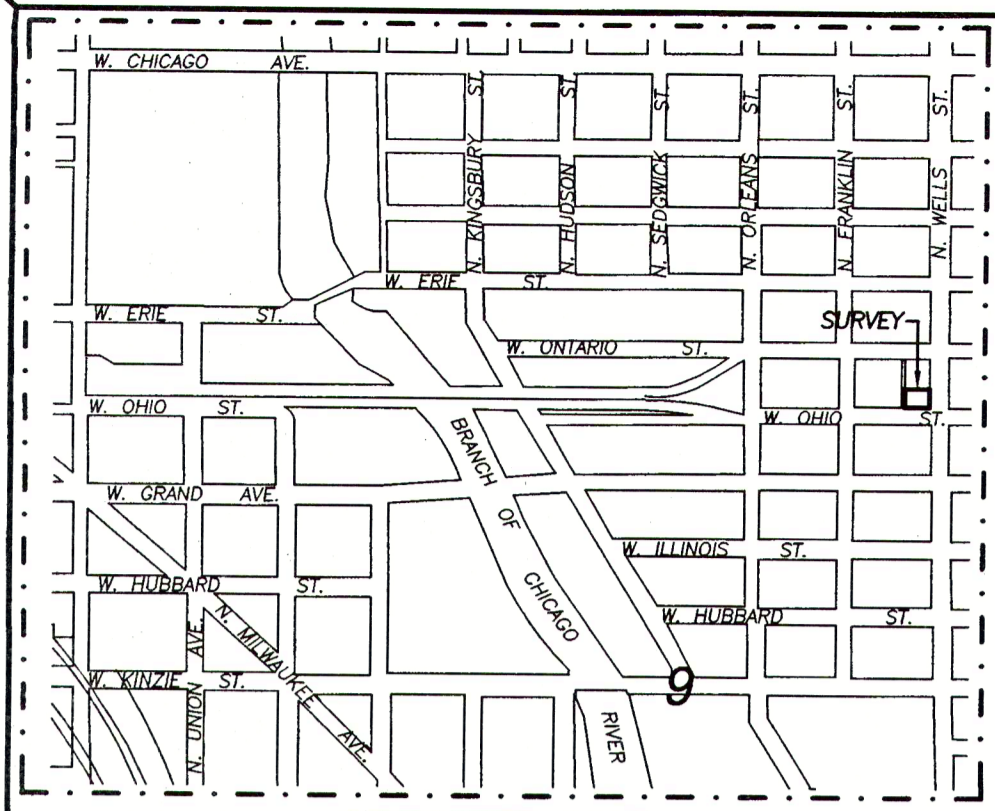 W. CHICAGO AVE.
N. KINGSBURY ST.
N. HUDSON ST.
N. SEDGWICK ST.
N. ORLEANS ST.
N. FRANKLIN ST.
N. WELLS ST.
W. ERIE ST.
W. ERIE ST.
SURVEY
W. ONTARIO ST.
W. OHIO ST.
W. OHIO ST.
BRANCH OF CHICAGO RIVER
W. GRAND AVE.
W. ILLINOIS ST.
W. HUBBARD ST.
W. HUBBARD ST.
N. MILWAUKEE AVE.
N. UNION AVE.
W. KINZIE ST.
9